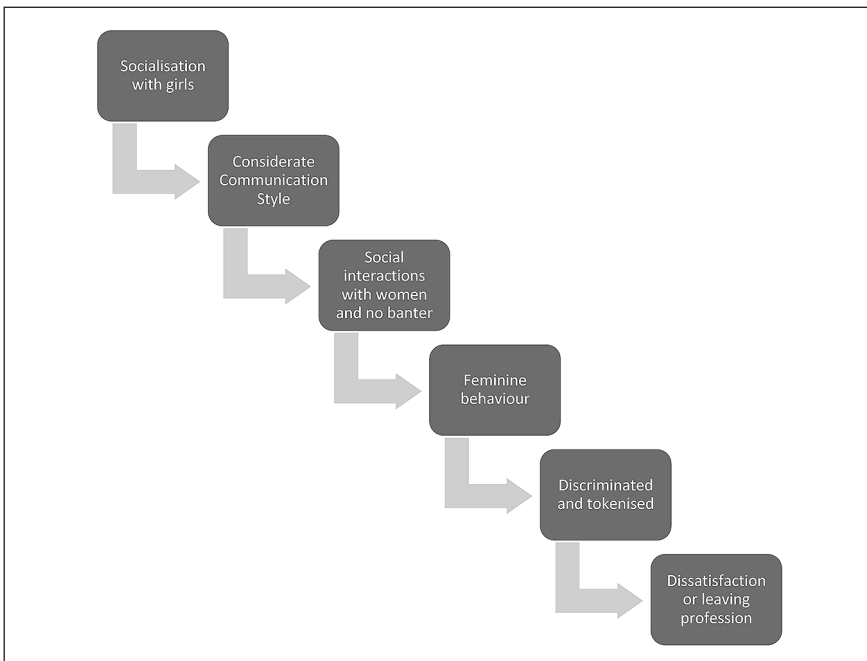 Socialisation
with girls
Considerate
Communication
Style
Social
interactions
with women
and no banter
Feminine
behaviour
Discriminated
and tokenised
Dissatisfaction
or leaving
profession